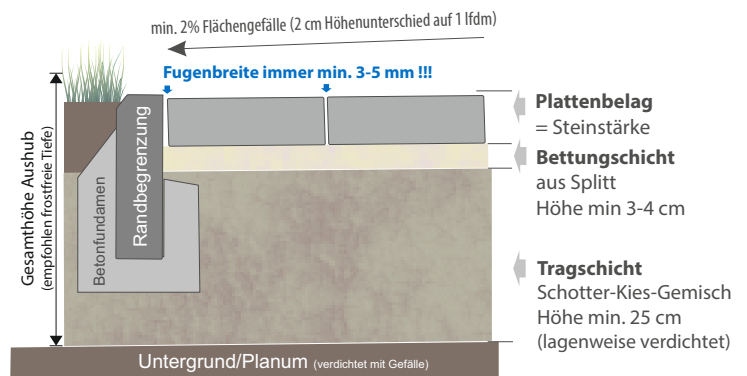 min. 2% Flächengefälle (2 cm Höhenunterschied auf 1 lfdm)
Fugenbreite immer min. 3-5 mm !!!
Plattenbelag
= Steinstärke
Bettungschicht
aus Splitt
Höhe min 3-4 cm
Tragschicht
Schotter-Kies-Gemisch
Höhe min. 25 cm
(lagenweise verdichtet)
Gesamthöhe Aushub
(empfohlen frostfreie Tiefe)
Betonfundamen
Randbegrenzung
Untergrund/Planum (verdichtet mit Gefälle)